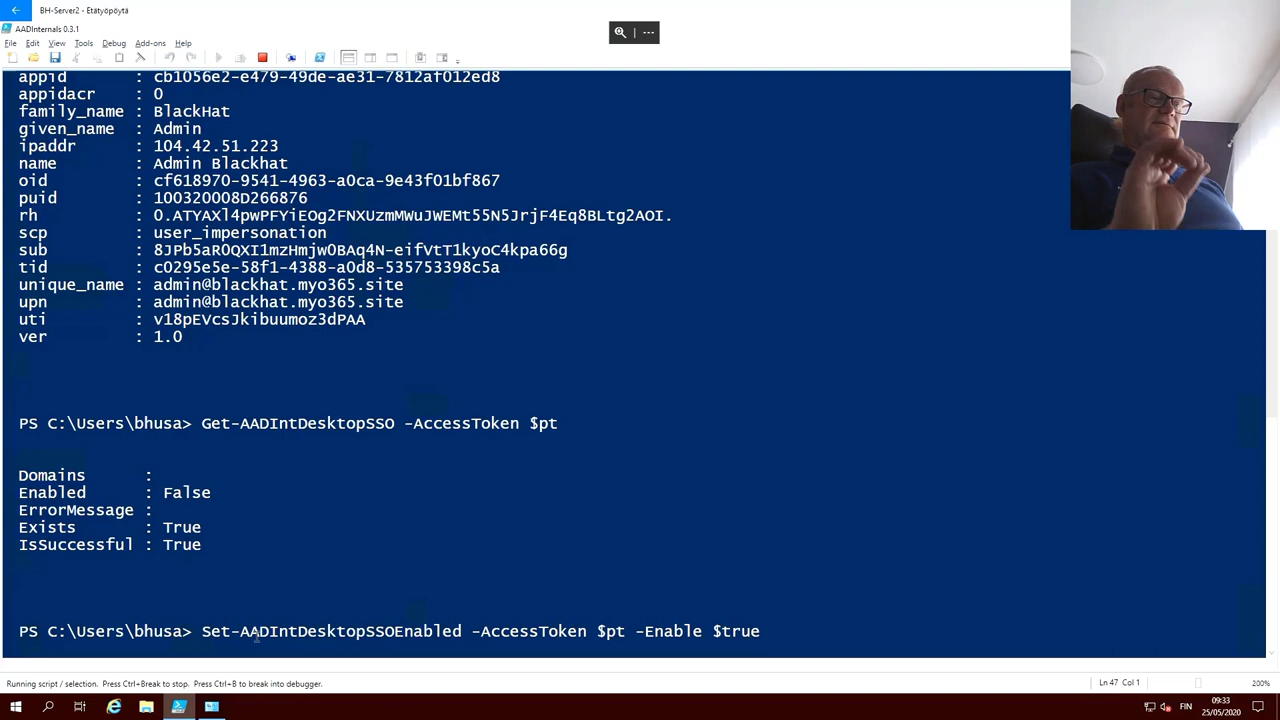 BH-Server2 - Etätyöpöytä
AADInternals 0.3.1
File Edit View Tools Debug Add-ons Help
appid : cb1056e2-e479-49de-ae31-7812af012ed8
appidacr : 0
family_name : BlackHat
given_name : Admin
ipaddr : 104.42.51.223
name : Admin Blackhat
oid : cf618970-9541-4963-a0ca-9e43f01bf867
puid : 100320008D266876
rh : 0.ATYAXl4pwPFYiEOg2FNXUzmMWuJWEMt55N5JrjF4Eq8BLtg2AOI.
scp : user_impersonation
sub : 8JPb5aR0QXI1mzHmjw0BAq4N-eifVtT1kyoC4kpa66g
tid : c0295e5e-58f1-4388-a0d8-535753398c5a
unique_name : admin@blackhat.myo365.site
upn : admin@blackhat.myo365.site
uti : v18pEVcsJkibuumoz3dPAA
ver : 1.0
PS C:\Users\bhusa> Get-AADIntDesktopSSO -AccessToken $pt
Domains :
Enabled : False
ErrorMessage :
Exists : True
IsSuccessful : True
PS C:\Users\bhusa> Set-AADIntDesktopSSOEnabled -AccessToken $pt -Enable $true
Running script / selection. Press Ctrl+Break to stop. Press Ctrl+B to break into debugger.
Ln 47 Col 1
200%
FIN
09:33
25/05/2020